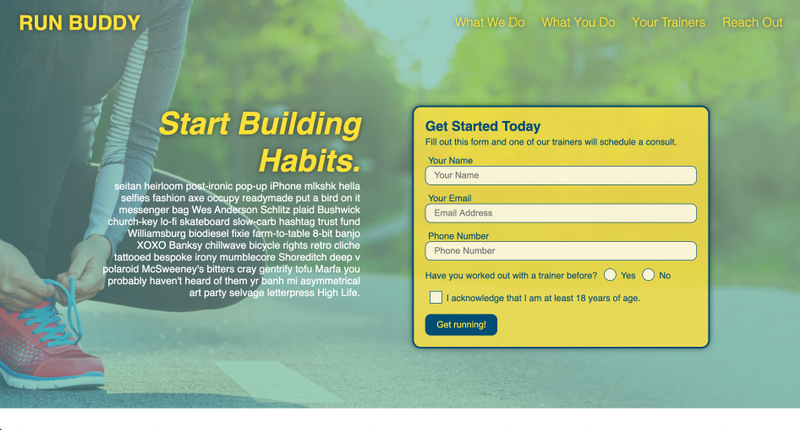 RUN BUDDY
What We Do
What You Do
Your Trainers
Reach Out
Start Building
Habits.
seitan heirloom post-ironic pop-up iPhone mlkshk hella
selfies fashion axe occupy readymade put a bird on it
messenger bag Wes Anderson Schlitz plaid Bushwick
church-key lo-fi skateboard slow-carb hashtag trust fund
Williamsburg biodiesel fixie farm-to-table 8-bit banjo
XOXO Banksy chillwave bicycle rights retro cliche
tattooed bespoke irony mumblecore Shoreditch deep v
polaroid McSweeney's bitters cray gentrify tofu Marfa you
probably haven't heard of them yr banh mi asymmetrical
art party selvage letterpress High Life.
Get Started Today
Fill out this form and one of our trainers will schedule a consult.
Your Name
Your Name
Your Email
Email Address
Phone Number
Phone Number
Have you worked out with a trainer before? Yes No
I acknowledge that I am at least 18 years of age.
Get running!